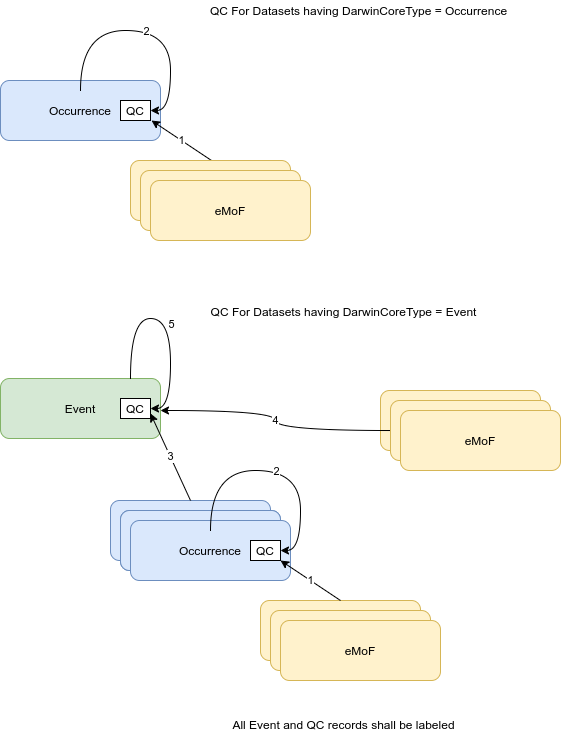 QC For Datasets having DarwinCoreType = Occurrence
2
Occurrence
QC
1
eMoF
QC For Datasets having DarwinCoreType = Event
5
Event
QC
4
eMoF
3
2
Occurrence
QC
1
eMoF
All Event and QC records shall be labeled